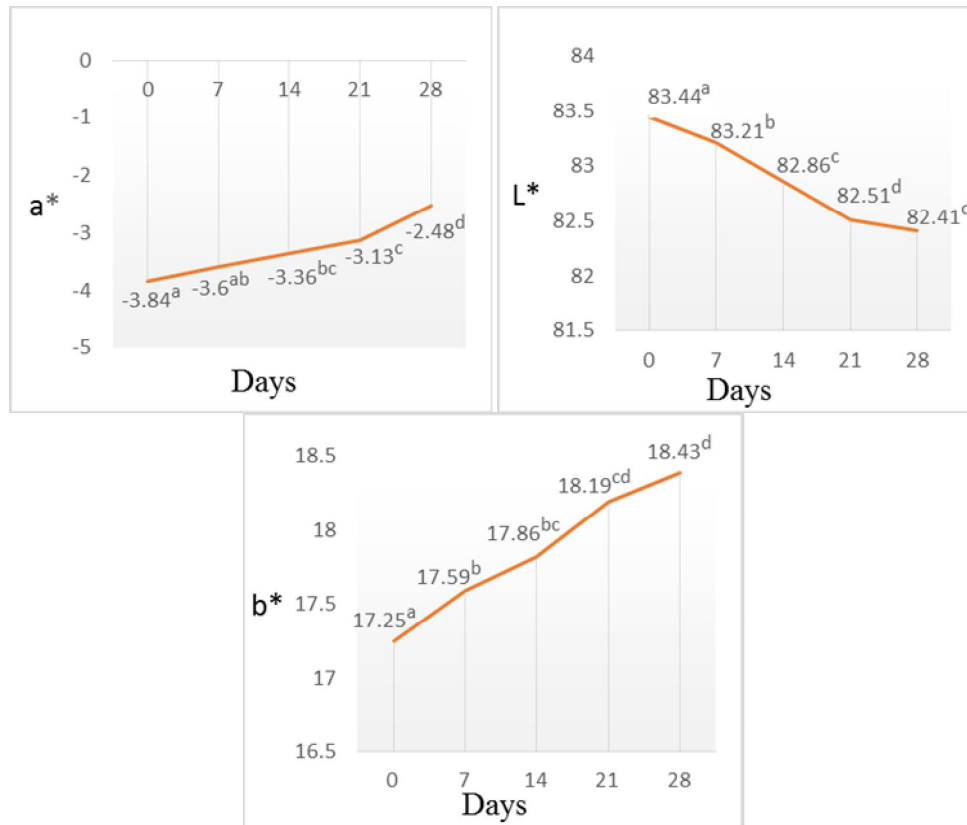 0
0 7 14 21 28
-1
-2
a*
-3
-2.48ᵈ
-3.13ᶜ
-3.36ᵇᶜ
-3.6ᵃᵇ
-3.84ᵃ
-4
-5
Days
84
83.5
83.44ᵃ
83.21ᵇ
83
82.86ᶜ
L*
82.51ᵈ
82.5
82.41ᵈ
82
81.5
0 7 14 21 28
Days
18.5
18.43ᵈ
18.19ᶜᵈ
18
17.86ᵇᶜ
17.59ᵇ
b*
17.5
17.25ᵃ
17
16.5
0 7 14 21 28
Days